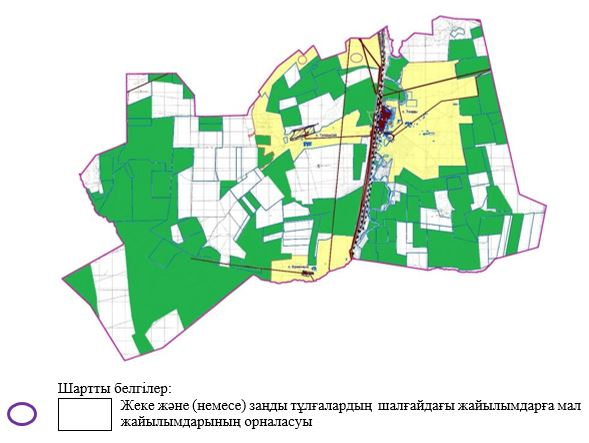 Шартты белгілер:
Жеке және (немесе) заңды тұлғалардың шалғайдағы жайылымдарға мал
жайылымдарының орналасуы